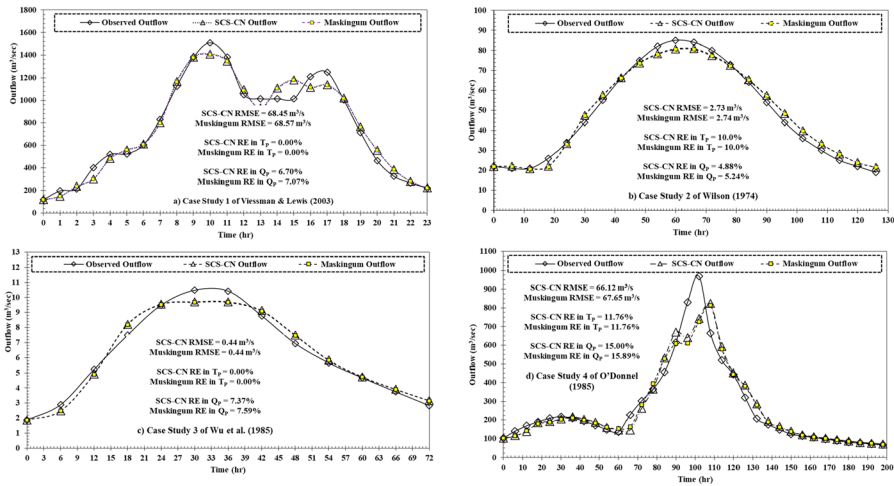 Observed Outflow SCS-CN Outflow Maskingum Outflow
1800
1600
1400
1200
1000
800
600
400
200
0
Outflow (m³/sec)
SCS-CN RMSE = 68.45 m³/s
Muskingum RMSE = 68.57 m³/s
SCS-CN RE in TP = 0.00%
Muskingum RE in TP = 0.00%
SCS-CN RE in QP = 6.70%
Muskingum RE in QP = 7.07%
a) Case Study 1 of Viessman & Lewis (2003)
0 1 2 3 4 5 6 7 8 9 10 11 12 13 14 15 16 17 18 19 20 21 22 23
Time (hr)
Observed Outflow SCS-CN Outflow Maskingum Outflow
100
90
80
70
60
50
40
30
20
10
0
Outflow (m³/sec)
SCS-CN RMSE = 2.73 m³/s
Muskingum RMSE = 2.74 m³/s
SCS-CN RE in TP = 10.0%
Muskingum RE in TP = 10.0%
SCS-CN RE in QP = 4.88%
Muskingum RE in QP = 5.24%
b) Case Study 2 of Wilson (1974)
0 10 20 30 40 50 60 70 80 90 100 110 120 130
Time (hr)
Observed Outflow SCS-CN Outflow Maskingum Outflow
13
12
11
10
9
8
7
6
5
4
3
2
1
0
Outflow (m³/sec)
SCS-CN RMSE = 0.44 m³/s
Muskingum RMSE = 0.44 m³/s
SCS-CN RE in TP = 0.00%
Muskingum RE in TP = 0.00%
SCS-CN RE in QP = 7.37%
Muskingum RE in QP = 7.59%
c) Case Study 3 of Wu et al. (1985)
0 3 6 9 12 15 18 21 24 27 30 33 36 39 42 45 48 51 54 57 60 63 66 69 72
Time (hr)
Observed Outflow SCS-CN Outflow Maskingum Outflow
1100
1000
900
800
700
600
500
400
300
200
100
0
Outflow (m³/sec)
SCS-CN RMSE = 66.12 m³/s
Muskingum RMSE = 67.65 m³/s
SCS-CN RE in TP = 11.76%
Muskingum RE in TP = 11.76%
SCS-CN RE in QP = 15.00%
Muskingum RE in QP = 15.89%
d) Case Study 4 of O'Donnel
(1985)
0 10 20 30 40 50 60 70 80 90 100 110 120 130 140 150 160 170 180 190 200
Time (hr)